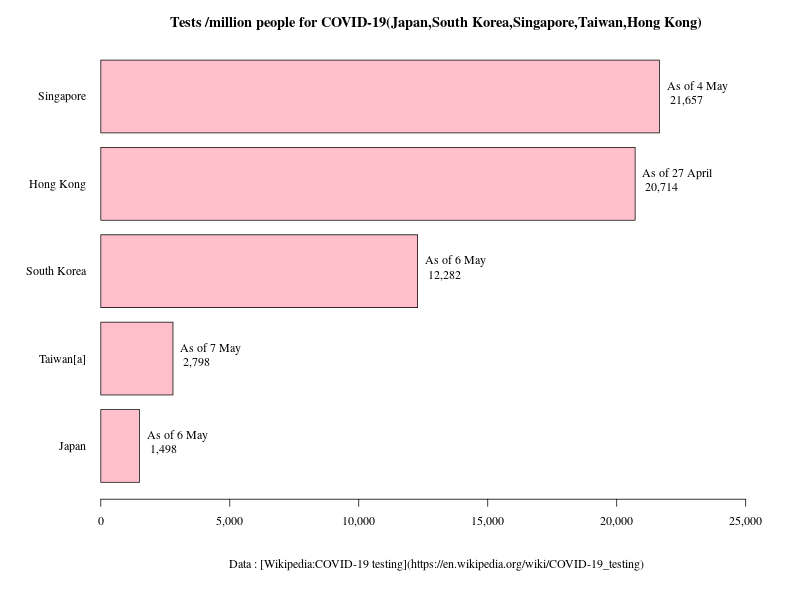 Tests /million people for COVID-19(Japan,South Korea,Singapore,Taiwan,Hong Kong)
Singapore
As of 4 May
21,657
Hong Kong
As of 27 April
20,714
South Korea
As of 6 May
12,282
Taiwan[a]
As of 7 May
2,798
Japan
As of 6 May
1,498
0 5,000 10,000 15,000 20,000 25,000
Data : [Wikipedia:COVID-19 testing](https://en.wikipedia.org/wiki/COVID-19_testing)